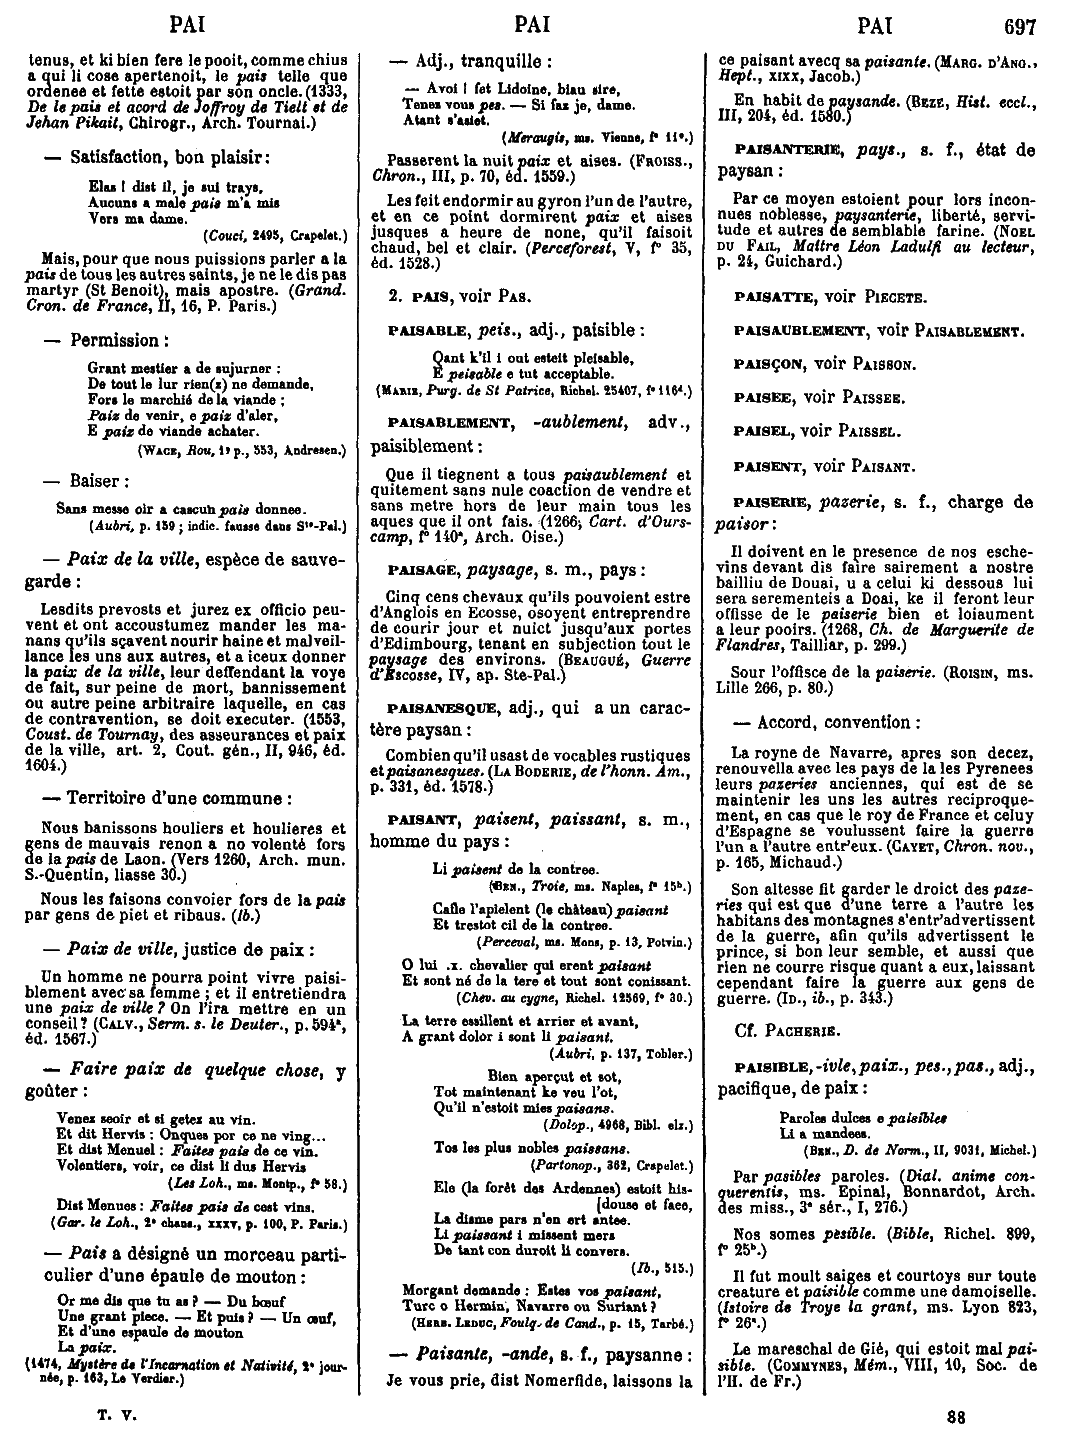 PAI
PAI
PAI
697
tenus, et ki bien fere le pooit, comme chius
a qui li cose apertenoit, le pais telle que
ordenee et fette estoit par son oncle. (1333,
De le pais et acord de Joffroy de Tielt et de
Jehan Pikait, Chirogr., Arch. Tournai.)
— Satisfaction, bon plaisir :
Elas ! dist il, je sui trays,
Aucuns a male pais m'a mis
Vers ma dame.
(Couci, 2495, Crapelet.)
Mais, pour que nous puissions parler a la
pais de tous les autres saints, je ne le dis pas
martyr (St Benoit), mais apostre. (Grand.
Cron. de France, II, 16, P. Paris.)
— Permission :
Grant mestier a de sujurner :
De tout le lur rien(z) ne demande,
Fors le marchié de la viande ;
Paiz de venir, e paiz d'aler,
E paiz de viande achater.
(WACE, Rou, 1º p., 553, Andresen.)
— Baiser :
Sans messe oir a cascuh pais donnee.
(Aubri, p. 159 ; indic. fausse dans Ste-Pal.)
— Paix de la ville, espèce de sauve-
garde :
Lesdits prevosts et jurez ex officio peu-
vent et ont accoustumez mander les ma-
nans qu'ils sçavent nourir haine et malveil-
lance les uns aux autres, et a iceux donner
la paix de la ville, leur deffendant la voye
de fait, sur peine de mort, bannissement
ou autre peine arbitraire laquelle, en cas
de contravention, se doit executer. (1553,
Coust. de Tournay, des asseurances et paix
de la ville, art. 2, Cout. gén., II, 946, éd.
1604.)
— Territoire d'une commune :
Nous banissons houliers et houlieres et
gens de mauvais renon a no volenté fors
de la pais de Laon. (Vers 1260, Arch. mun.
S.-Quentin, liasse 30.)
Nous les faisons convoier fors de la pais
par gens de piet et ribaus. (Ib.)
— Paix de ville, justice de paix :
Un homme ne pourra point vivre paisi-
blement avec sa femme ; et il entretiendra
une paix de ville ? On l'ira mettre en un
conseil ? (CALV., Serm. s. le Deuter., p. 594a,
éd. 1567.)
— Faire paix de quelque chose, y
goûter :
Venez seoir et si getez au vin.
Et dit Hervis : Onques por ce ne ving...
Et dist Menuel : Faites pais de ce vin.
Volentiers, voir, ce dist li dus Hervis
(Les Loh., ms. Montp., fº 58.)
Dist Menues : Faites pais de cest vins.
(Gar. le Loh., 2e chans., XXXV, p. 100, P. Paris.)
— Pais a désigné un morceau parti-
culier d'une épaule de mouton :
Or me dis que tu as ? — Du bœuf
Une grant piece. — Et puis ? — Un œuf,
Et d'une espaule de mouton
La paix.
(1474, Mystère de l'Incarnation et Nativité, 2e jour-
née, p. 163, Le Verdier.)
T. V.
— Adj., tranquille :
— Avoi ! fet Lidoine, biau sire,
Tenez vous pes. — Si faz je, dame.
Atant s'asiet.
(Meraugis, ms. Vienne, fº 11c.)
Passerent la nuit paix et aises. (FROISS.,
Chron., III, p. 70, éd. 1559.)
Les feit endormir au gyron l'un de l'autre,
et en ce point dormirent paix et aises
jusques a heure de none, qu'il faisoit
chaud, bel et clair. (Perceforest, V, fº 35,
éd. 1528.)
2. PAIS, voir PAS.
PAISABLE, peis., adj., paisible :
Qant k'il i out esteit pleisable,
E peisable e tut acceptable.
(MARIE, Purg. de St Patrice, Richel. 25407, fº 116d.)
PAISABLEMENT, -aublement, adv.,
paisiblement :
Que il tiegnent a tous paisaublement et
quitement sans nule coaction de vendre et
sans metre hors de leur main tous les
aques que il ont fais. (1266, Cart. d'Ours-
camp, fº 140a, Arch. Oise.)
PAISAGE, paysage, s. m., pays :
Cinq cens chevaux qu'ils pouvoient estre
d'Anglois en Ecosse, osoyent entreprendre
de courir jour et nuict jusqu'aux portes
d'Edimbourg, tenant en subjection tout le
paysage des environs. (BEAUGUÉ, Guerre
d'Escosse, IV, ap. Ste-Pal.)
PAISANESQUE, adj., qui a un carac-
tère paysan :
Combien qu'il usast de vocables rustiques
et paisanesques. (LA BODERIE, de l'honn. Am.,
p. 331, éd. 1578.)
PAISANT, paisent, paissant, s. m.,
homme du pays :
Li paisent de la contree.
(BEN., Troie, ms. Naples, fº 15b.)
Caſle l'apielent (le château) paisant
Et trestot cil de la contree.
(Perceval, ms. Mons, p. 13, Potvin.)
O lui .X. chevalier qui erent paisant
Et sont né de la tere et tout sont conissant.
(Chev. au cygne, Richel. 12569, fº 30.)
La terre essillent et arrier et avant,
A grant dolor i sont li paisant.
(Aubri, p. 137, Tobler.)
Bien aperçut et sot,
Tot maintenant ke veu l'ot,
Qu'il n'estoit mies paisans.
(Dolop., 4968, Bibl. elz.)
Tos les plus nobles paissans.
(Partonop., 362, Crapelet.)
Ele (la forêt des Ardennes) estoit his-
[douse et faee,
La disme pars n'en ert antee.
Li paissant i missent mers
De tant con duroit li convers.
(Ib., 515.)
Morgant demande : Estes vos paisant,
Turc o Hermin, Navarre ou Suriant ?
(HERB. LEDUC, Foulq. de Cand., p. 15, Tarbé.)
— Paisante, -ande, s. f., paysanne :
Je vous prie, dist Nomerfide, laissons la
ce paisant avecq sa paisante. (MARG. D'ANG.,
Hept., XIXX, Jacob.)
En habit de paysande. (BEZE, Hist. eccl.,
III, 204, éd. 1580.)
PAISANTERIE, pays., s. f., état de
paysan :
Par ce moyen estoient pour lors incon-
nues noblesse, paysanterie, liberté, servi-
tude et autres de semblable farine. (NOEL
DU FAIL, Maître Léon Ladulfi au lecteur,
p. 24, Guichard.)
PAISATTE, voir PIECETE.
PAISAUBLEMENT, voir PAISABLEMENT.
PAISÇON, voir PAISSON.
PAISEE, voir PAISSEE.
PAISEL, voir PAISSEL.
PAISENT, voir PAISANT.
PAISERIE, pazerie, s. f., charge de
paisor :
Il doivent en le presence de nos esche-
vins devant dis faire sairement a nostre
bailliu de Douai, u a celui ki dessous lui
sera serementeis a Doai, ke il feront leur
offisse de le paiserie bien et loiaument
a leur pooirs. (1268, Ch. de Marguerite de
Flandres, Tailliar, p. 299.)
Sour l'offisce de la paiserie. (ROISIN, ms.
Lille 266, p. 80.)
— Accord, convention :
La royne de Navarre, apres son decez,
renouvella avec les pays de la les Pyrenees
leurs pazeries anciennes, qui est de se
maintenir les uns les autres reciproque-
ment, en cas que le roy de France et celuy
d'Espagne se voulussent faire la guerre
l'un a l'autre entr'eux. (CAYET, Chron. nov.,
p. 165, Michaud.)
Son altesse fit garder le droict des paze-
ries qui est que d'une terre a l'autre les
habitans des montagnes s'entr'advertissent
de la guerre, afin qu'ils advertissent le
prince, si bon leur semble, et aussi que
rien ne courre risque quant a eux, laissant
cependant faire la guerre aux gens de
guerre. (ID., ib., p. 343.)
Cf. PACHERIE.
PAISIBLE, -ivle, paix., pes., pas., adj.,
pacifique, de paix :
Paroles dulces e paisibles
Li a mandees.
(BEN., D. de Norm., II, 9031, Michel.)
Par pasibles paroles. (Dial. anime con-
querentis, ms. Epinal, Bonnardot, Arch.
des miss., 3e sér., I, 276.)
Nos somes pesible. (Bible, Richel. 899,
fº 25b.)
Il fut moult saiges et courtoys sur toute
creature et paisible comme une damoiselle.
(Istoire de Troye la grant, ms. Lyon 823,
fº 26a.)
Le mareschal de Gié, qui estoit mal pai-
sible. (COMMYNES, Mém., VIII, 10, Soc. de
l'H. de Fr.)
88